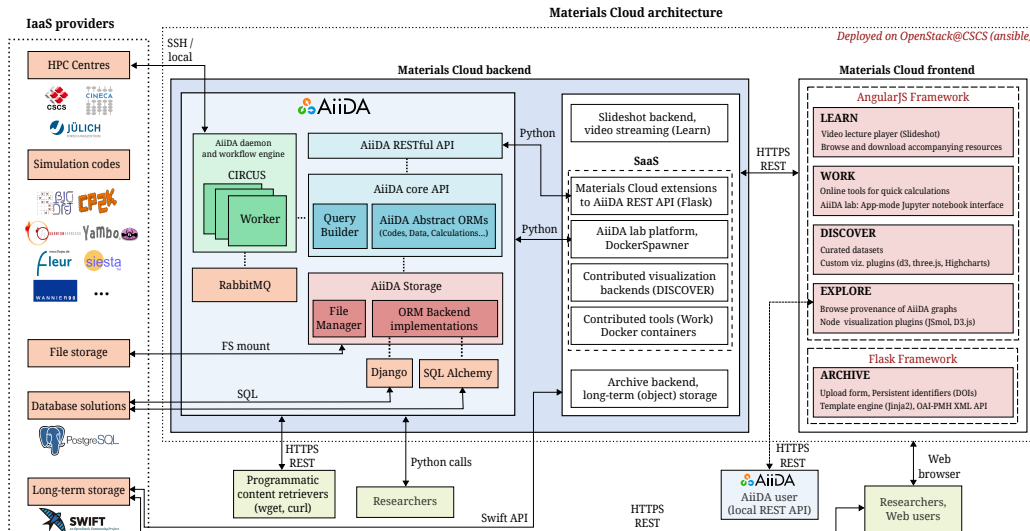 Materials Cloud architecture
IaaS providers
Deployed on OpenStack@CSCS (ansible)
HPC Centres
CSCS
CINECA
JÜLICH
Simulation codes
BIG
DFT
CP2K
Yambo
fleur
siesta
WANNIER90
...
File storage
Database solutions
PostgreSQL
Long-term storage
SWIFT
SSH /
local
Materials Cloud backend
AiiDA
AiiDA daemon
and workflow engine
CIRCUS
Worker
RabbitMQ
AiiDA RESTful API
AiiDA core API
Query
Builder
AiiDA Abstract ORMs
(Codes, Data, Calculations...)
AiiDA Storage
File
Manager
ORM Backend
implementations
Django
SQL Alchemy
FS mount
SQL
Python
Python
Slideshot backend,
video streaming (Learn)
SaaS
Materials Cloud extensions
to AiiDA REST API (Flask)
AiiDA lab platform,
DockerSpawner
Contributed visualization
backends (DISCOVER)
Contributed tools (Work)
Docker containers
Archive backend,
long-term (object) storage
HTTPS
REST
Materials Cloud frontend
AngularJS Framework
LEARN
Video lecture player (Slideshot)
Browse and download accompanying resources
WORK
Online tools for quick calculations
AiiDA lab: App-mode Jupyter notebook interface
DISCOVER
Curated datasets
Custom viz. plugins (d3, three.js, Highcharts)
EXPLORE
Browse provenance of AiiDA graphs
Node visualization plugins (JSmol, D3.js)
Flask Framework
ARCHIVE
Upload form, Persistent identifiers (DOIs)
Template engine (Jinja2), OAI-PMH XML API
HTTPS
REST
Programmatic
content retrievers
(wget, curl)
Python calls
Researchers
Swift API
HTTPS
REST
HTTPS
REST
AiiDA
AiiDA user
(local REST API)
Web
browser
Researchers,
Web users